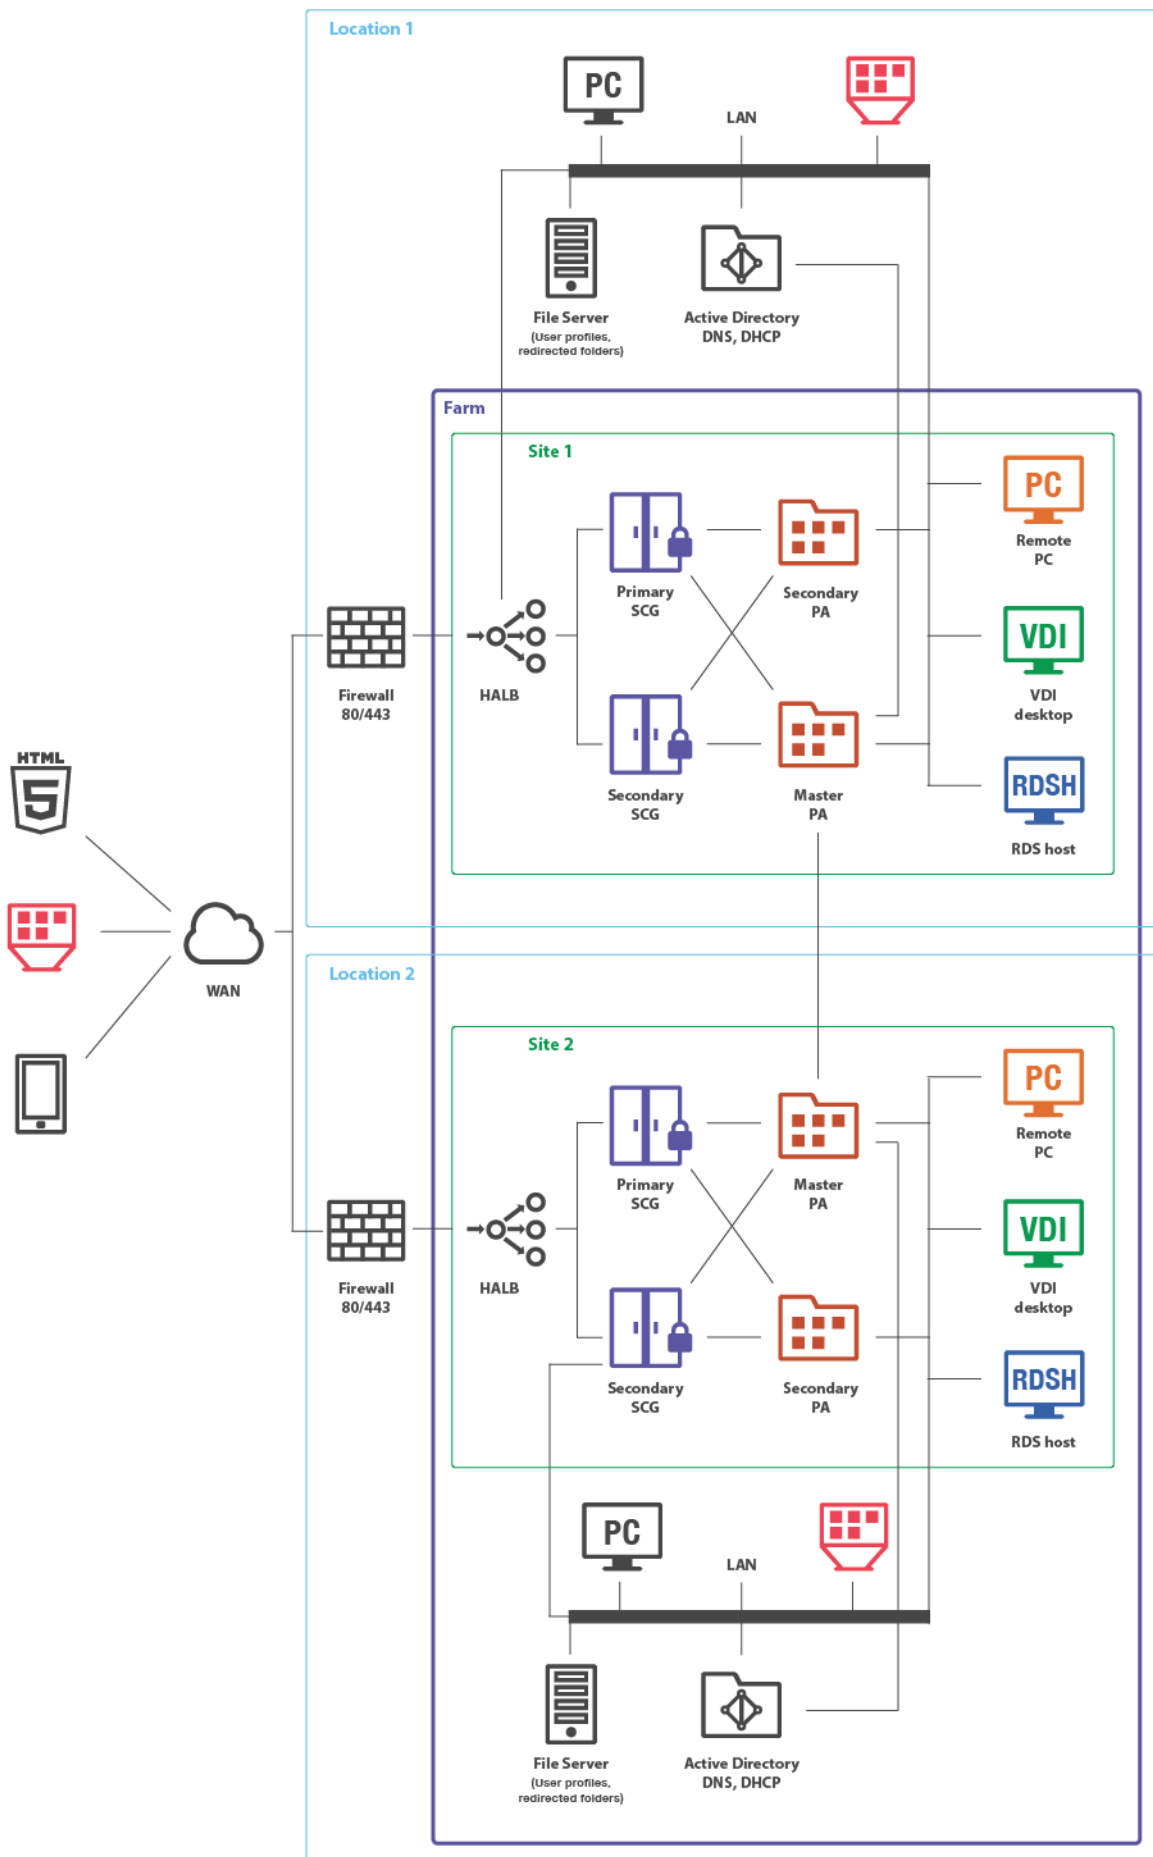 Location 1
PC
LAN
File Server
(User profiles,
redirected folders)
Active Directory
DNS, DHCP
Farm
Site 1
Primary
SCG
Secondary
PA
PC
Remote
PC
Firewall
80/443
HALB
VDI
VDI
desktop
Secondary
SCG
Master
PA
RDSH
RDS host
HTML
5
WAN
Location 2
Site 2
Primary
SCG
Master
PA
PC
Remote
PC
Firewall
80/443
HALB
VDI
VDI
desktop
Secondary
SCG
Secondary
PA
RDSH
RDS host
PC
LAN
File Server
(User profiles,
redirected folders)
Active Directory
DNS, DHCP